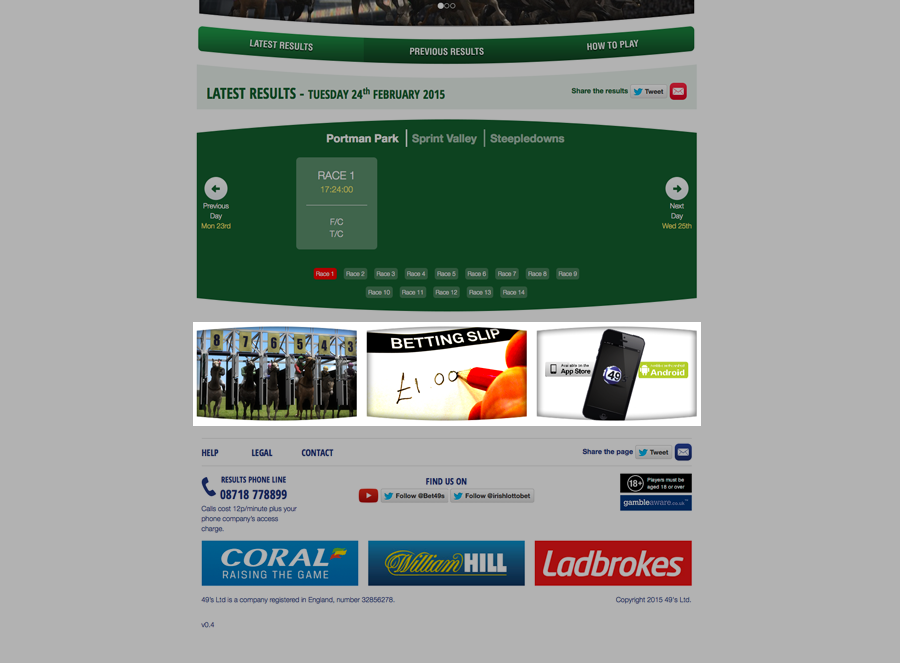 LATEST RESULTS
PREVIOUS RESULTS
HOW TO PLAY
LATEST RESULTS - TUESDAY 24th FEBRUARY 2015
Share the results
Tweet
Portman Park
Sprint Valley
Steepledowns
RACE 1
17:24:00
F/C
T/C
Previous
Day
Mon 23rd
Next
Day
Wed 25th
Race 1 Race 2 Race 3 Race 4 Race 5 Race 6 Race 7 Race 8 Race 9
Race 10 Race 11 Race 12 Race 13 Race 14
8 7 6 5 4 3
BETTING SLIP
£1.00
Available on the
App Store
49
Android
HELP
LEGAL
CONTACT
Share the page
Tweet
RESULTS PHONE LINE
08718 778899
Calls cost 12p/minute plus your
phone company's access
charge.
FIND US ON
Follow @Bet49s
Follow @irishlottobet
18+
Players must be
aged 18 or over
gambleaware.co.uk
CORAL
RAISING THE GAME
William HILL
Ladbrokes
49's Ltd is a company registered in England, number 32856278.
Copyright 2015 49's Ltd.
v0.4